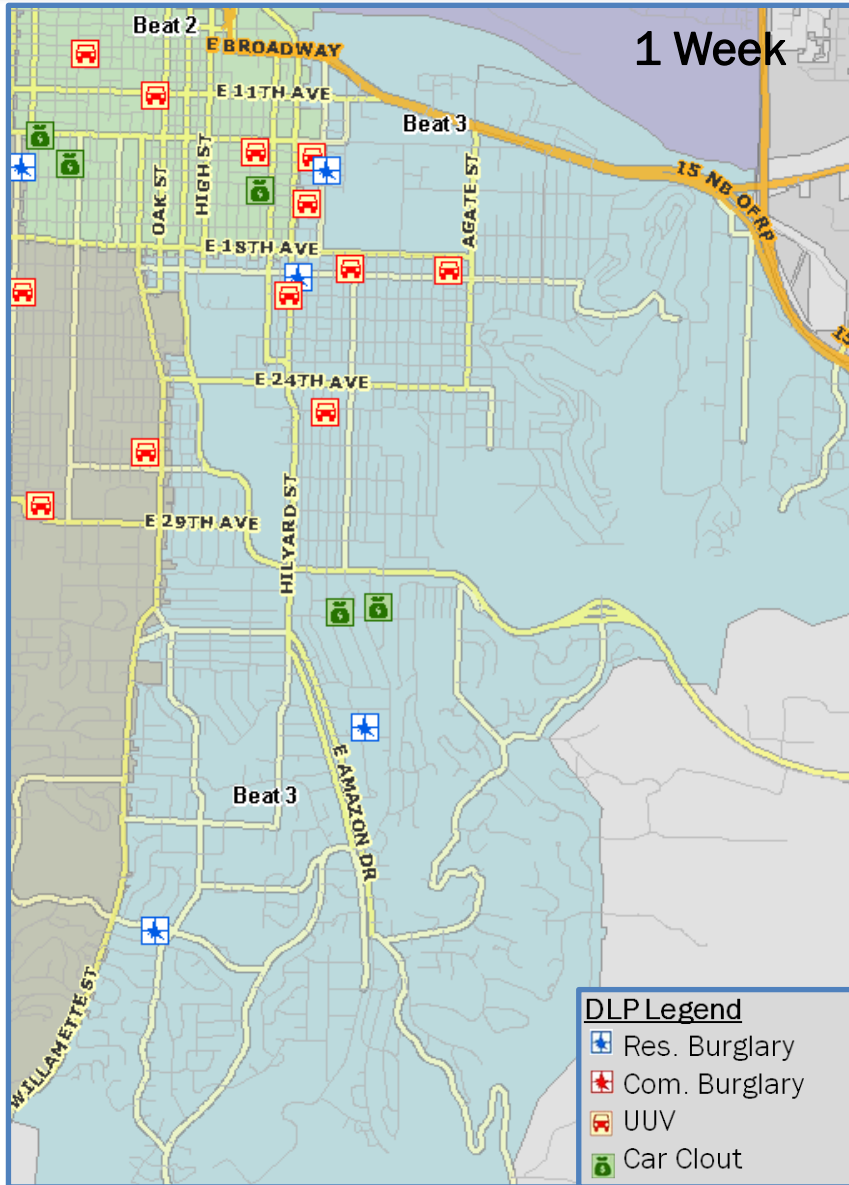 Beat 2
E BROADWAY
1 Week
E 11TH AVE
Beat 3
OAK ST
HIGH ST
AGATE ST
15 NB OFRP
E 18TH AVE
15
E 24TH AVE
HILYARD ST
E 29TH AVE
E AMAZON DR
Beat 3
WILLAMETTE ST
DLP Legend
Res. Burglary
Com. Burglary
UUV
Car Clout